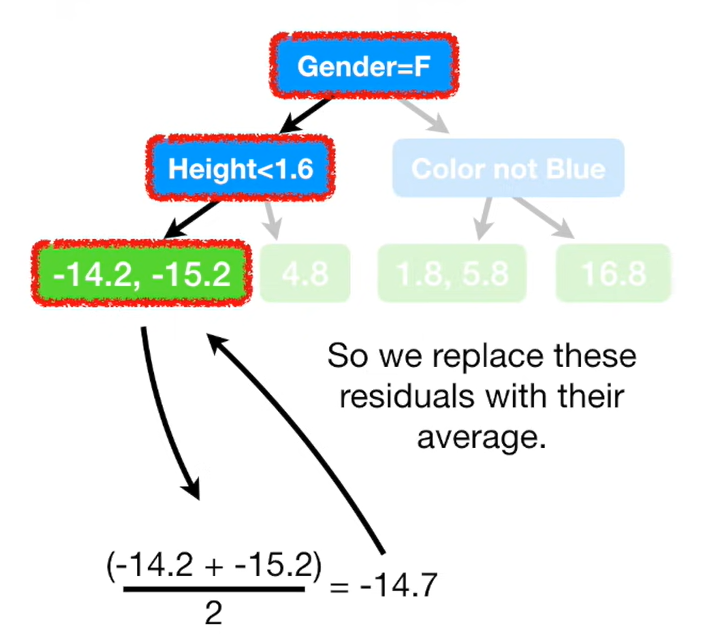 Gender=F
Height<1.6
Color not Blue
-14.2, -15.2
4.8
1.8, 5.8
16.8
So we replace these
residuals with their
average.
(-14.2 + -15.2)
2
= -14.7